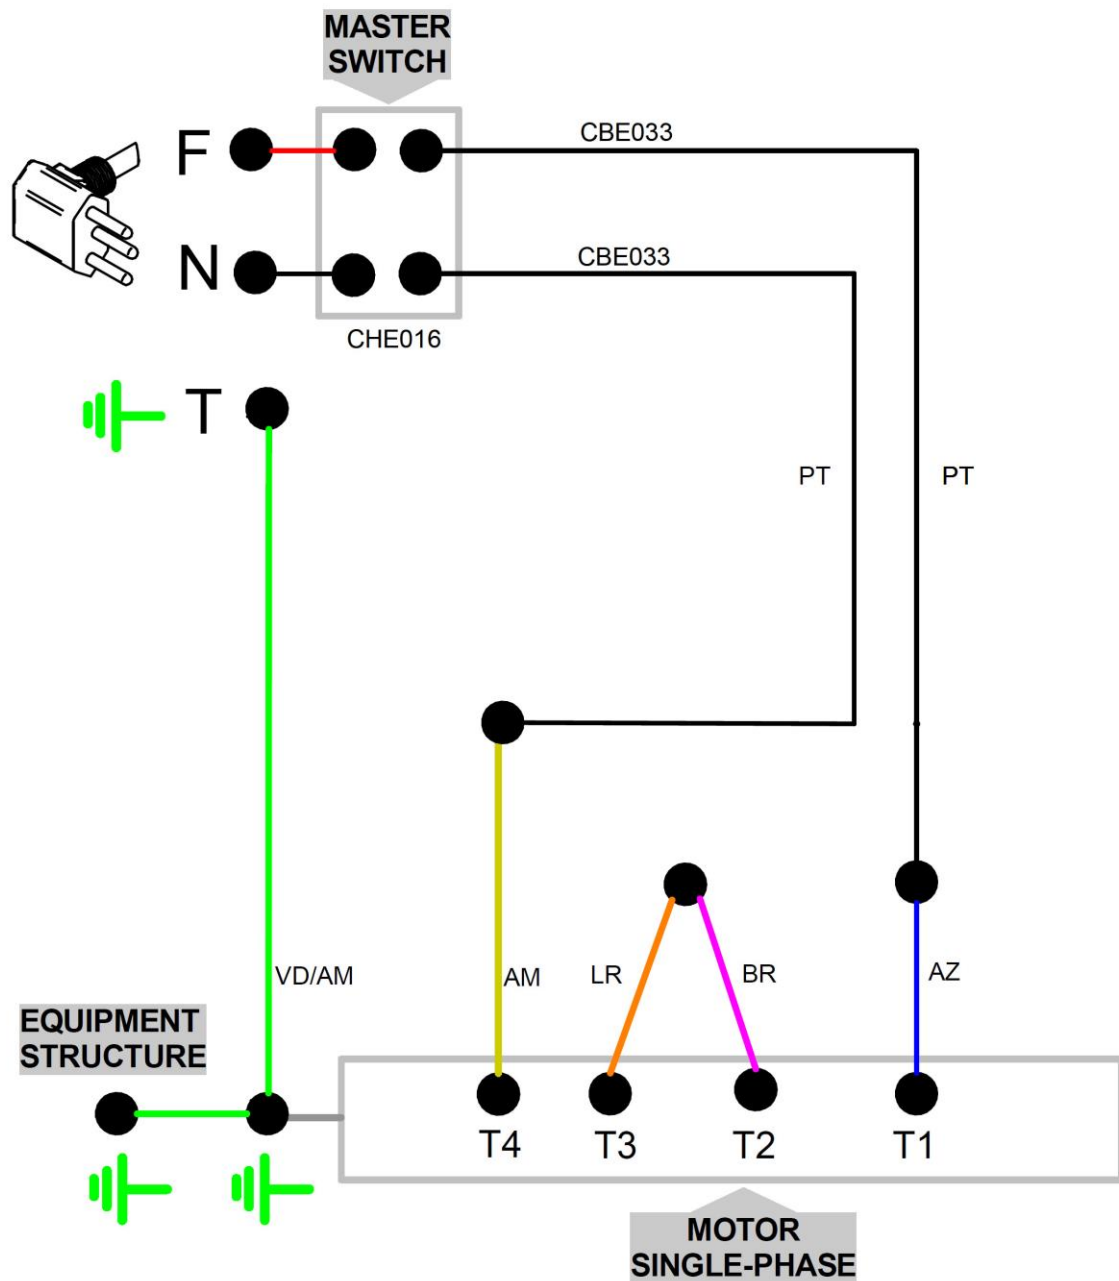 MASTER
SWITCH
F
CBE033
N
CBE033
CHE016
T
PT
PT
VD/AM
AM
LR
BR
AZ
EQUIPMENT
STRUCTURE
T4
T3
T2
T1
MOTOR
SINGLE-PHASE